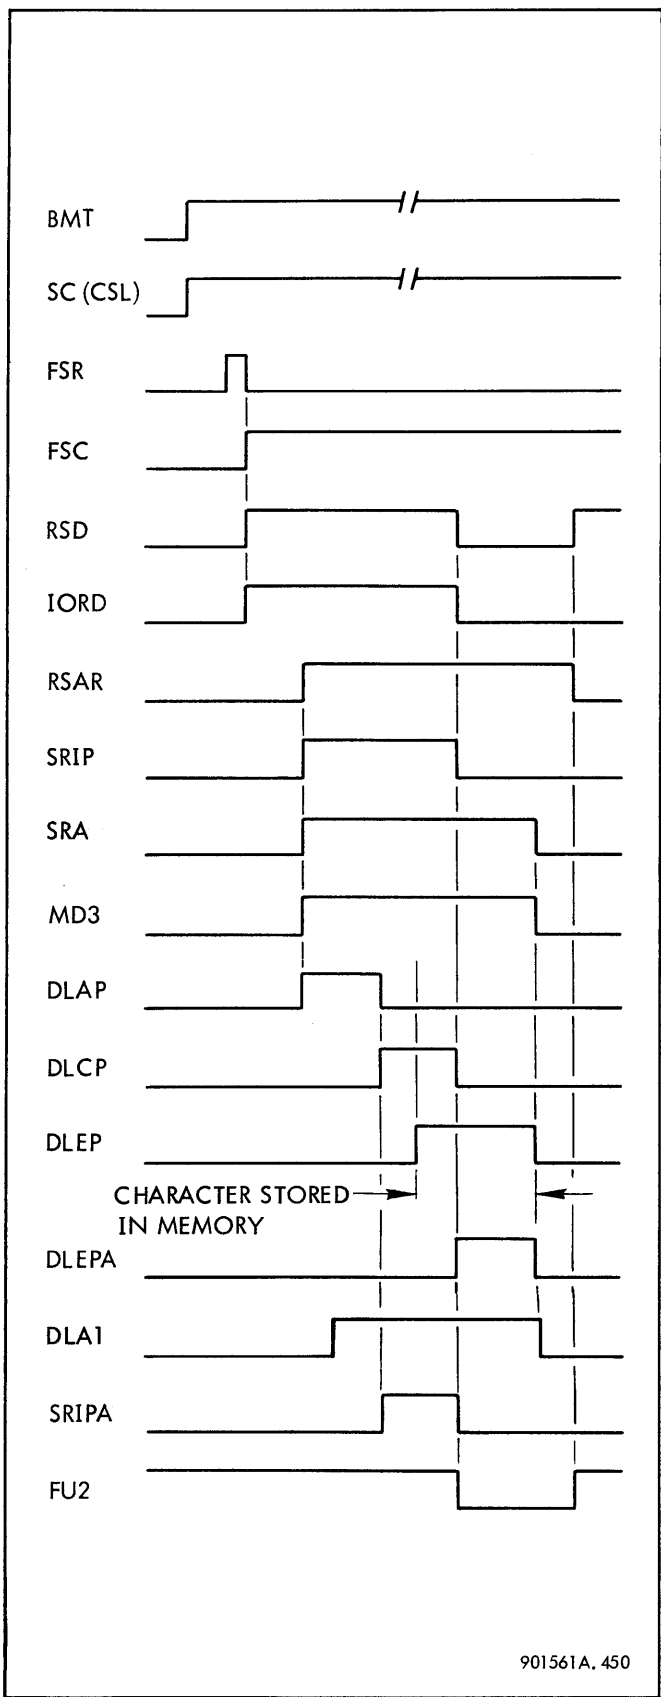 BMT
SC (CSL)
FSR
FSC
RSD
IORD
RSAR
SRIP
SRA
MD3
DLAP
DLCP
DLEP
CHARACTER STORED
IN MEMORY
DLEPA
DLA1
SRIPA
FU2
901561A. 450